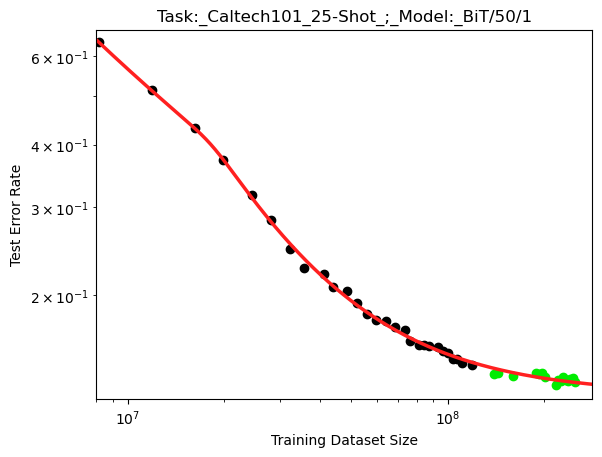 Task:_Caltech101_25-Shot_;_Model:_BiT/50/1
6 × 10⁻¹
4 × 10⁻¹
3 × 10⁻¹
2 × 10⁻¹
Test Error Rate
10⁷
10⁸
Training Dataset Size